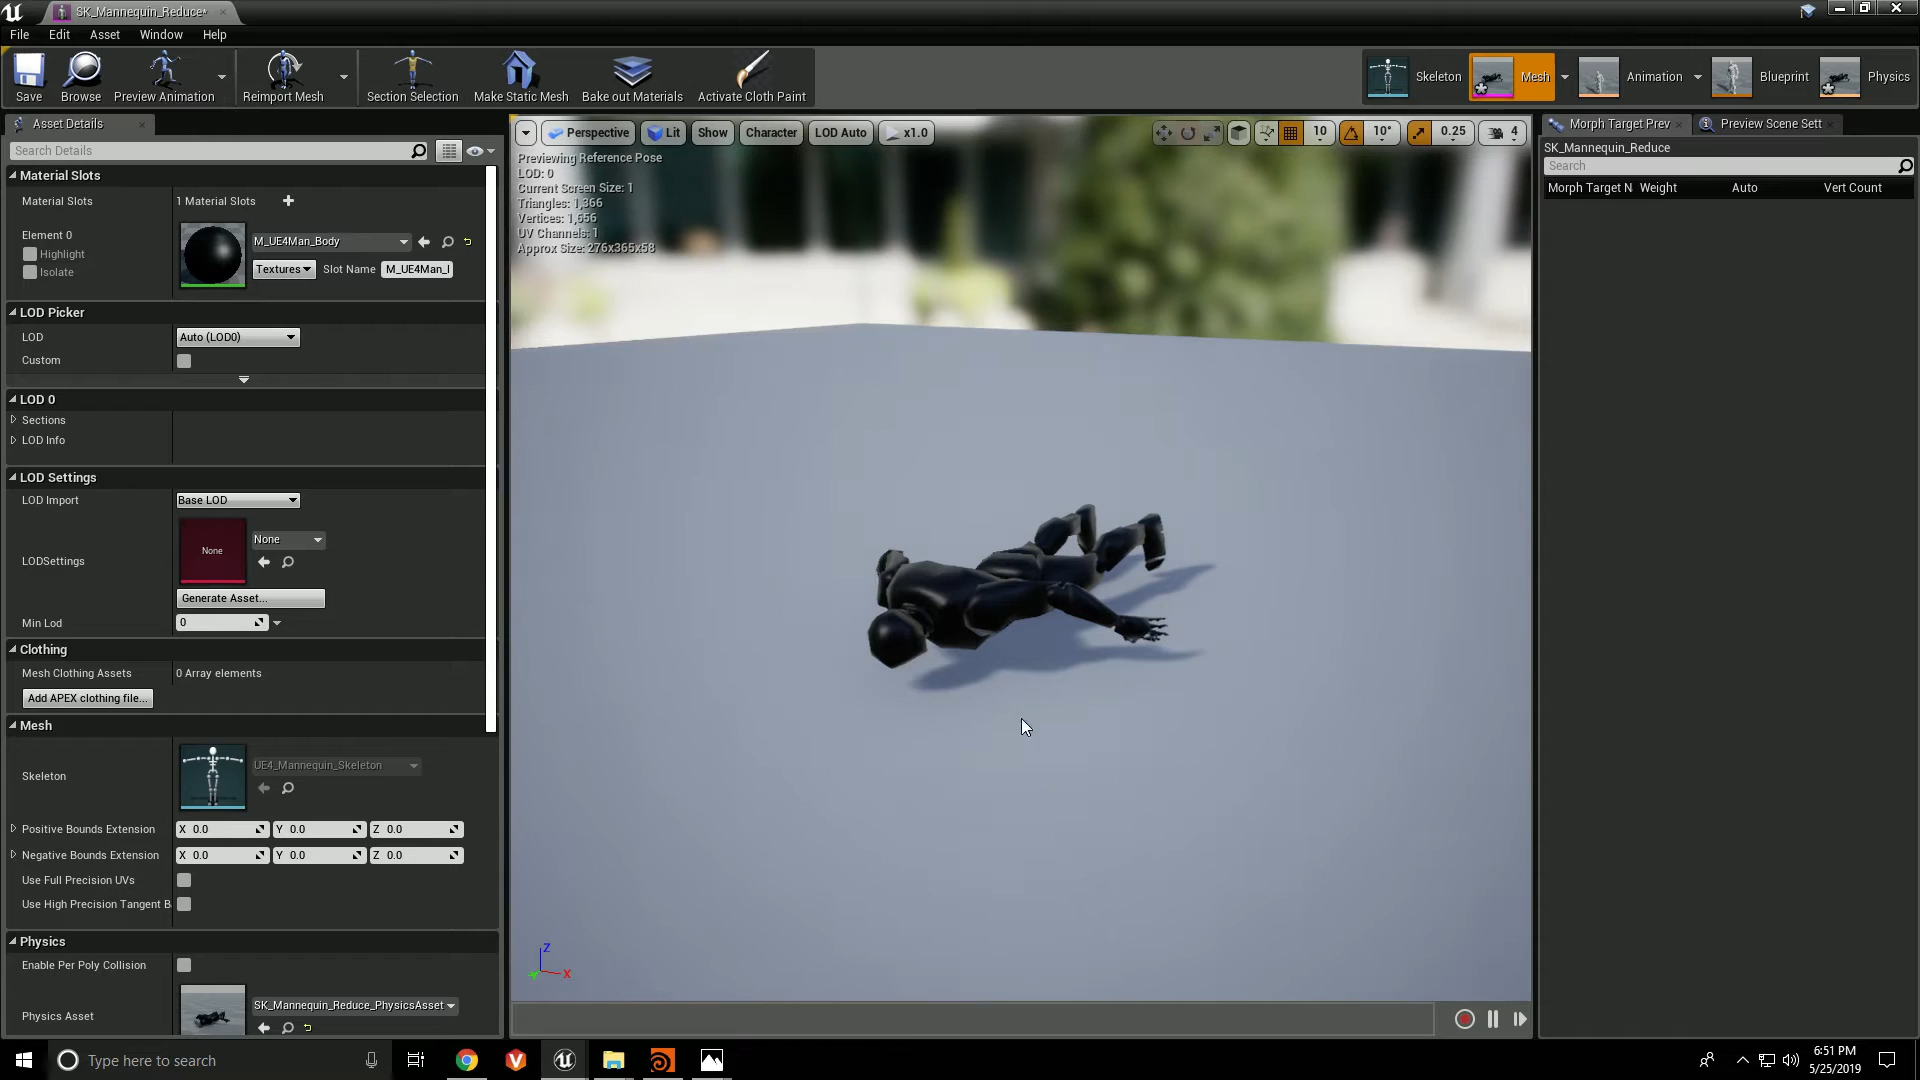 SK_Mannequin_Reduce*
File Edit Asset Window Help
Save Browse Preview Animation Reimport Mesh Section Selection Make Static Mesh Bake out Materials Activate Cloth Paint
Skeleton Mesh Animation Blueprint Physics
Asset Details
Search Details
Material Slots
Material Slots 1 Material Slots
Element 0
Highlight
Isolate
M_UE4Man_Body
Textures Slot Name M_UE4Man_
LOD Picker
LOD Auto (LOD0)
Custom
LOD 0
Sections
LOD Info
LOD Settings
LOD Import Base LOD
None
None
LODSettings
Generate Asset...
Min Lod 0
Clothing
Mesh Clothing Assets 0 Array elements
Add APEX clothing file...
Mesh
Skeleton UE4_Mannequin_Skeleton
Positive Bounds Extension X 0.0 Y 0.0 Z 0.0
Negative Bounds Extension X 0.0 Y 0.0 Z 0.0
Use Full Precision UVs
Use High Precision Tangent B
Physics
Enable Per Poly Collision
Physics Asset SK_Mannequin_Reduce_PhysicsAsset
Perspective Lit Show Character LOD Auto x1.0
10 10° 0.25 4
Previewing Reference Pose
LOD: 0
Current Screen Size: 1
Triangles: 1,366
Vertices: 1,656
UV Channels: 1
Approx Size: 276x365x58
Z
X
Y
Morph Target Prev Preview Scene Sett
SK_Mannequin_Reduce
Search
Morph Target N Weight Auto Vert Count
Type here to search
6:51 PM
5/25/2019